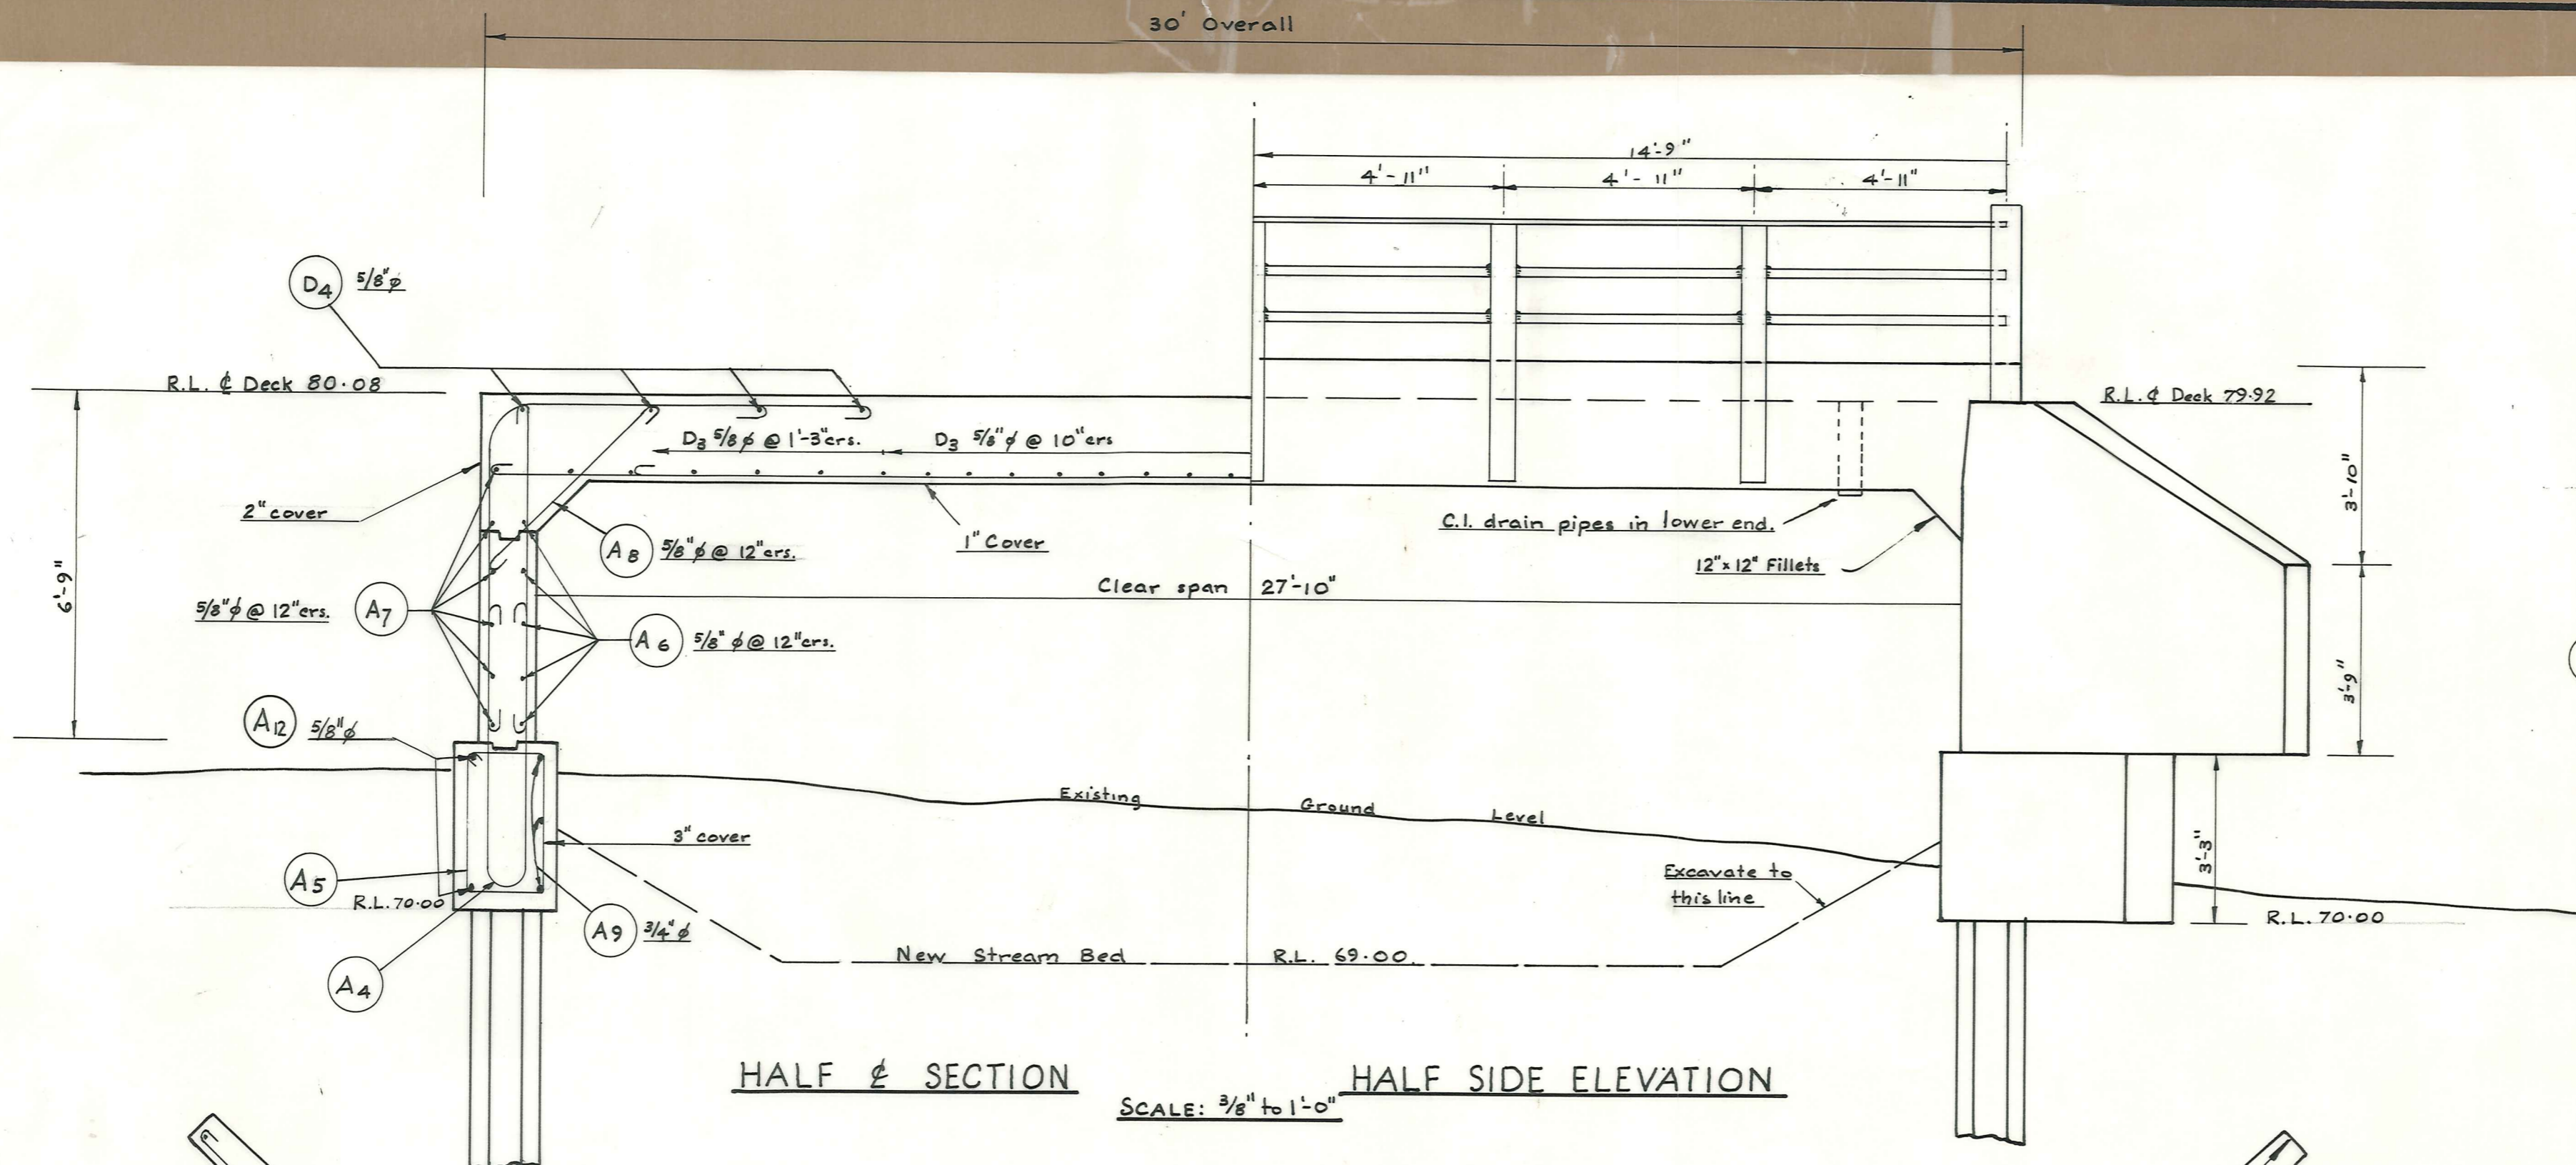 30' Overall
14'-9"
4'-11"
4'-11"
4'-11"
D4 5/8"φ
R.L. ₵ Deck 80.08
R.L. ₵ Deck 79.92
D3 5/8φ @ 1'-3"crs.
D3 5/8"φ @ 10"crs
2" cover
1" Cover
C.I. drain pipes in lower end.
12"x12" Fillets
3'-10"
A8 5/8"φ @ 12"crs.
Clear span 27'-10"
6'-9"
5/8"φ @ 12"crs. A7
A6 5/8" φ @ 12"crs.
3'-9"
A12 5/8"φ
Existing Ground Level
3" cover
3'-3"
A5
Excavate to
this line
R.L. 70.00
R.L. 70.00
A9 3/4"φ
New Stream Bed R.L. 69.00.
A4
HALF ₵ SECTION
HALF SIDE ELEVATION
SCALE: 3/8" to 1'-0"